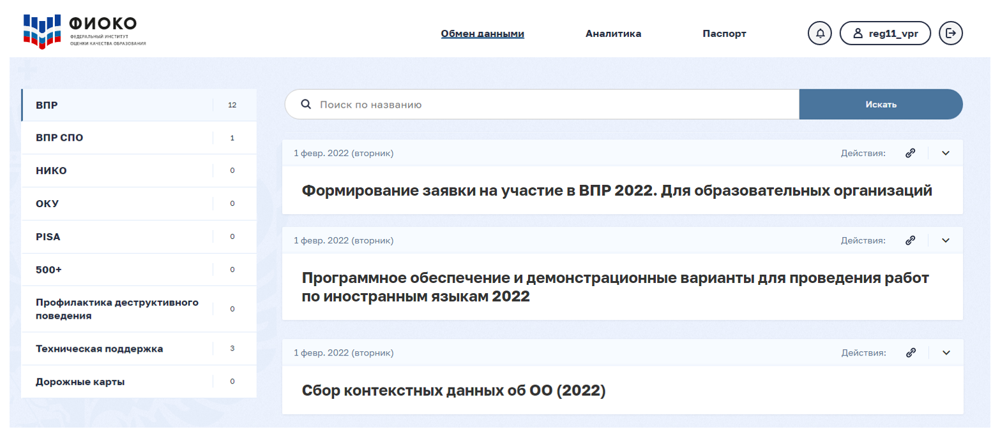 ФИОКО
ФЕДЕРАЛЬНЫЙ ИНСТИТУТ
ОЦЕНКИ КАЧЕСТВА ОБРАЗОВАНИЯ
Обмен данными
Аналитика
Паспорт
reg11_vpr
ВПР 12
ВПР СПО 1
НИКО 0
ОКУ 0
PISA 0
500+ 0
Профилактика деструктивного
поведения 0
Техническая поддержка 3
Дорожные карты 0
Поиск по названию
Искать
1 февр. 2022 (вторник) Действия:
Формирование заявки на участие в ВПР 2022. Для образовательных организаций
1 февр. 2022 (вторник) Действия:
Программное обеспечение и демонстрационные варианты для проведения работ
по иностранным языкам 2022
1 февр. 2022 (вторник) Действия:
Сбор контекстных данных об ОО (2022)